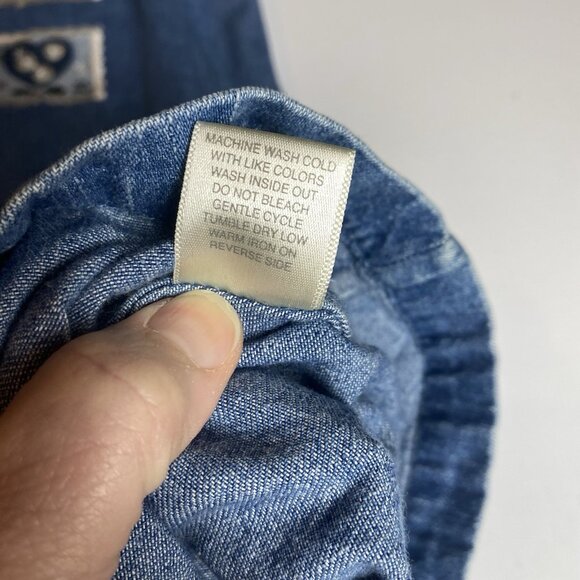 MACHINE WASH COLD
WITH LIKE COLORS
WASH INSIDE OUT
DO NOT BLEACH
GENTLE CYCLE
TUMBLE DRY LOW
WARM IRON ON
REVERSE SIDE